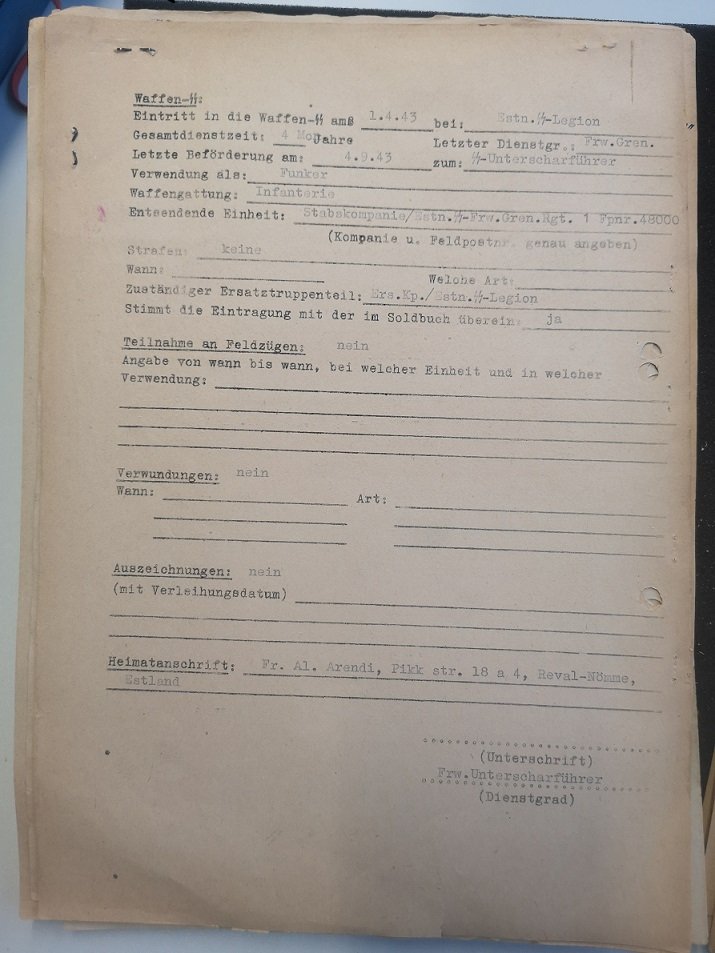 Waffen-ᛋᛋ:
Eintritt in die Waffen-ᛋᛋ am: 1.4.43 bei: Estn.ᛋᛋ-Legion
Gesamtdienstzeit: 4 Mon Jahre Letzter Dienstgr.: Frw.Gren.
Letzte Beförderung am: 4.9.43 zum: ᛋᛋ-Unterscharführer
Verwendung als: Funker
Waffengattung: Infanterie
Entsendende Einheit: Stabskompanie/Estn.ᛋᛋ-Frw.Gren.Rgt. 1 Fpnr.48000
(Kompanie u. Feldpostnr. genau angeben)
Strafen: keine
Wann: Welche Art:
Zuständiger Ersatztruppenteil: Ers.Kp./Estn.ᛋᛋ-Legion
Stimmt die Eintragung mit der im Soldbuch überein: ja
Teilnahme an Feldzügen: nein
Angabe von wann bis wann, bei welcher Einheit und in welcher
Verwendung:
Verwundungen: nein
Wann: Art:
Auszeichnungen: nein
(mit Verleihungsdatum)
Heimatanschrift: Fr. Al. Arendi, Pikk str. 18 a 4, Reval-Nömme,
Estland
(Unterschrift)
Frw.Unterscharführer
(Dienstgrad)